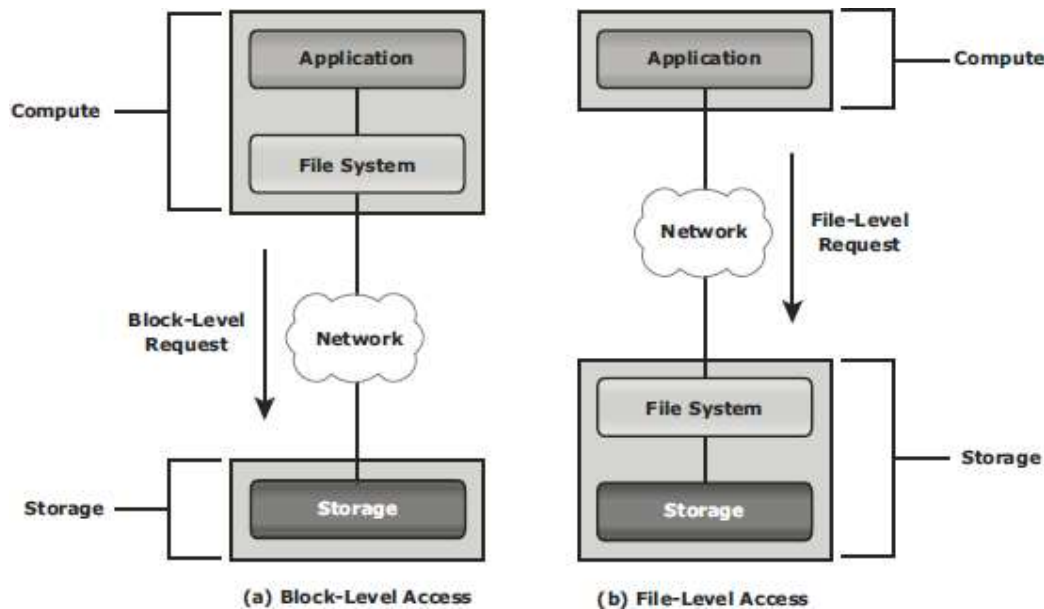 Application
Compute
File System
Block-Level
Request
Network
Storage
Storage
(a) Block-Level Access
Application
Compute
Network
File-Level
Request
File System
Storage
Storage
(b) File-Level Access